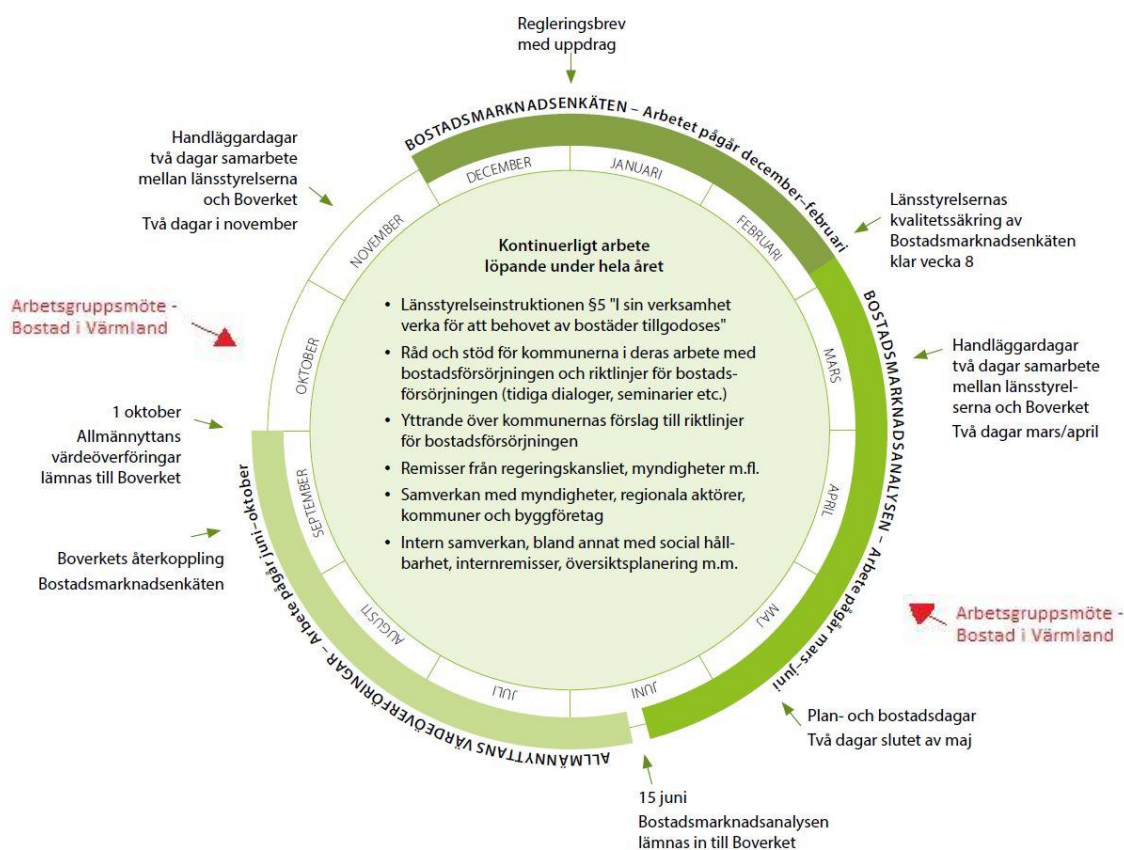 Regleringsbrev
med uppdrag
BOSTADSMARKNADSENKÄTEN – Arbetet pågår december–februari
Handläggardagar
två dagar samarbete
mellan länsstyrelserna
och Boverket
Två dagar i november
DECEMBER
JANUARI
FEBRUARI
MARS
APRIL
MAJ
JUNI
JULI
AUGUSTI
SEPTEMBER
OKTOBER
NOVEMBER
Länsstyrelsernas
kvalitetssäkring av
Bostadsmarknadsenkäten
klar vecka 8
Arbetsgruppsmöte -
Bostad i Värmland
BOSTADSMARKNADSANALYSEN – Arbete pågår mars–juni
Handläggardagar
två dagar samarbete
mellan länsstyrel-
serna och Boverket
Två dagar mars/april
Kontinuerligt arbete
löpande under hela året
• Länsstyrelseinstruktionen §5 "I sin verksamhet
verka för att behovet av bostäder tillgodoses"
• Råd och stöd för kommunerna i deras arbete med
bostadsförsörjningen och riktlinjer för bostads-
försörjningen (tidiga dialoger, seminarier etc.)
• Yttrande över kommunernas förslag till riktlinjer
för bostadsförsörjningen
• Remisser från regeringskansliet, myndigheter m.fl.
• Samverkan med myndigheter, regionala aktörer,
kommuner och byggföretag
• Intern samverkan, bland annat med social håll-
barhet, internremisser, översiktsplanering m.m.
1 oktober
Allmännyttans
värdeöverföringar
lämnas till Boverket
Boverkets återkoppling
Bostadsmarknadsenkäten
ALLMÄNNYTTANS VÄRDEÖVERFÖRINGAR – Arbete pågår juni–oktober
Arbetsgruppsmöte -
Bostad i Värmland
Plan- och bostadsdagar
Två dagar slutet av maj
15 juni
Bostadsmarknadsanalysen
lämnas in till Boverket